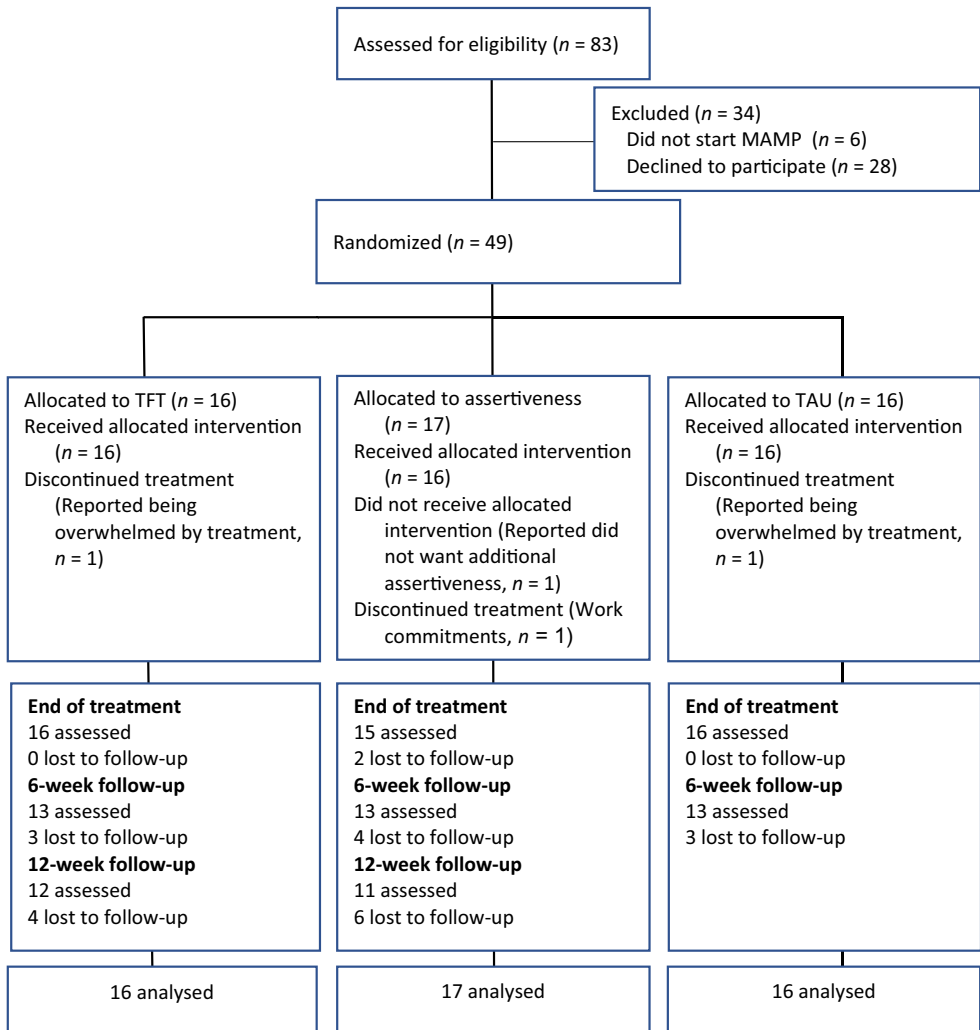 Assessed for eligibility (n = 83)
Excluded (n = 34)
Did not start MAMP (n = 6)
Declined to participate (n = 28)
Randomized (n = 49)
Allocated to TFT (n = 16)
Received allocated intervention
(n = 16)
Discontinued treatment
(Reported being
overwhelmed by treatment,
n = 1)
Allocated to assertiveness
(n = 17)
Received allocated intervention
(n = 16)
Did not receive allocated
intervention (Reported did
not want additional
assertiveness, n = 1)
Discontinued treatment (Work
commitments, n = 1)
Allocated to TAU (n = 16)
Received allocated intervention
(n = 16)
Discontinued treatment
(Reported being
overwhelmed by treatment,
n = 1)
End of treatment
16 assessed
0 lost to follow-up
6-week follow-up
13 assessed
3 lost to follow-up
12-week follow-up
12 assessed
4 lost to follow-up
End of treatment
15 assessed
2 lost to follow-up
6-week follow-up
13 assessed
4 lost to follow-up
12-week follow-up
11 assessed
6 lost to follow-up
End of treatment
16 assessed
0 lost to follow-up
6-week follow-up
13 assessed
3 lost to follow-up
16 analysed
17 analysed
16 analysed